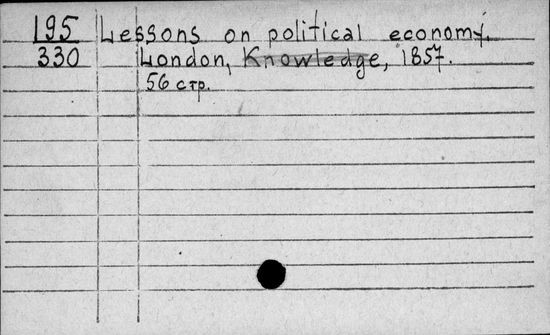 195 Lessons on political economy.
330 London, Knowledge, 1857.
56 стр.